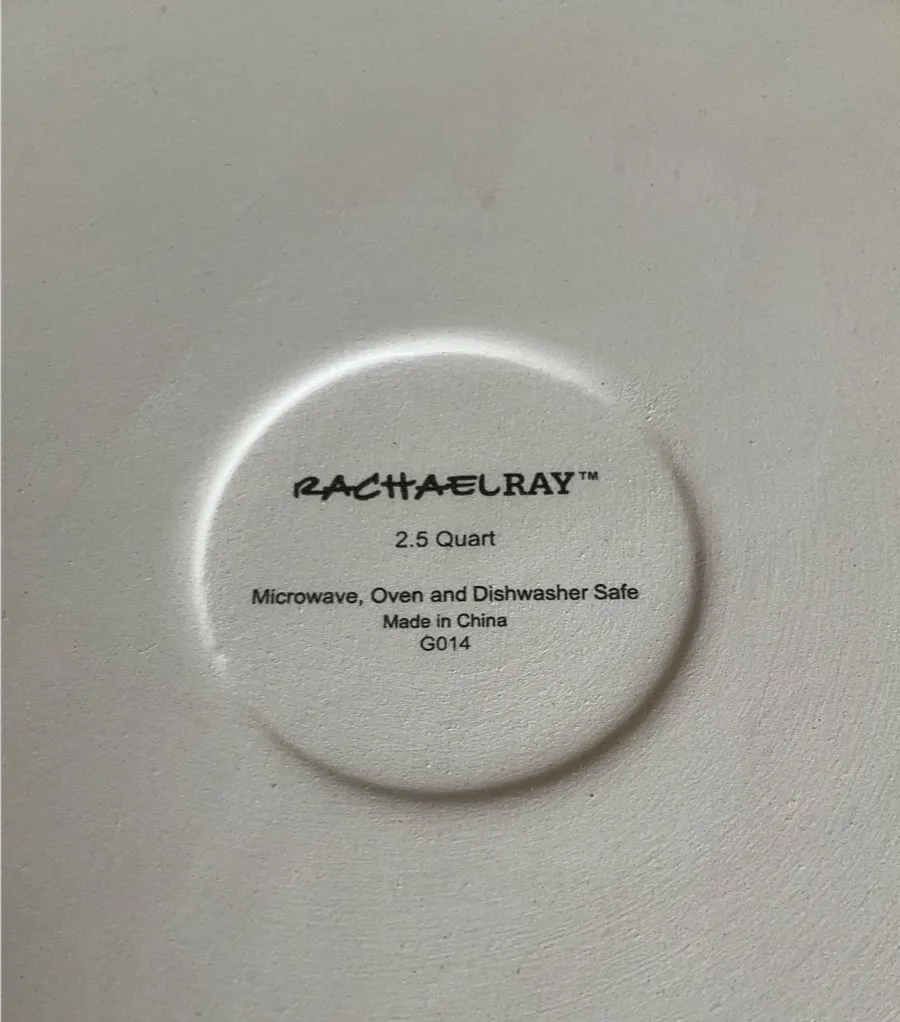 RACHAELRAY™
2.5 Quart
Microwave, Oven and Dishwasher Safe
Made in China
G014